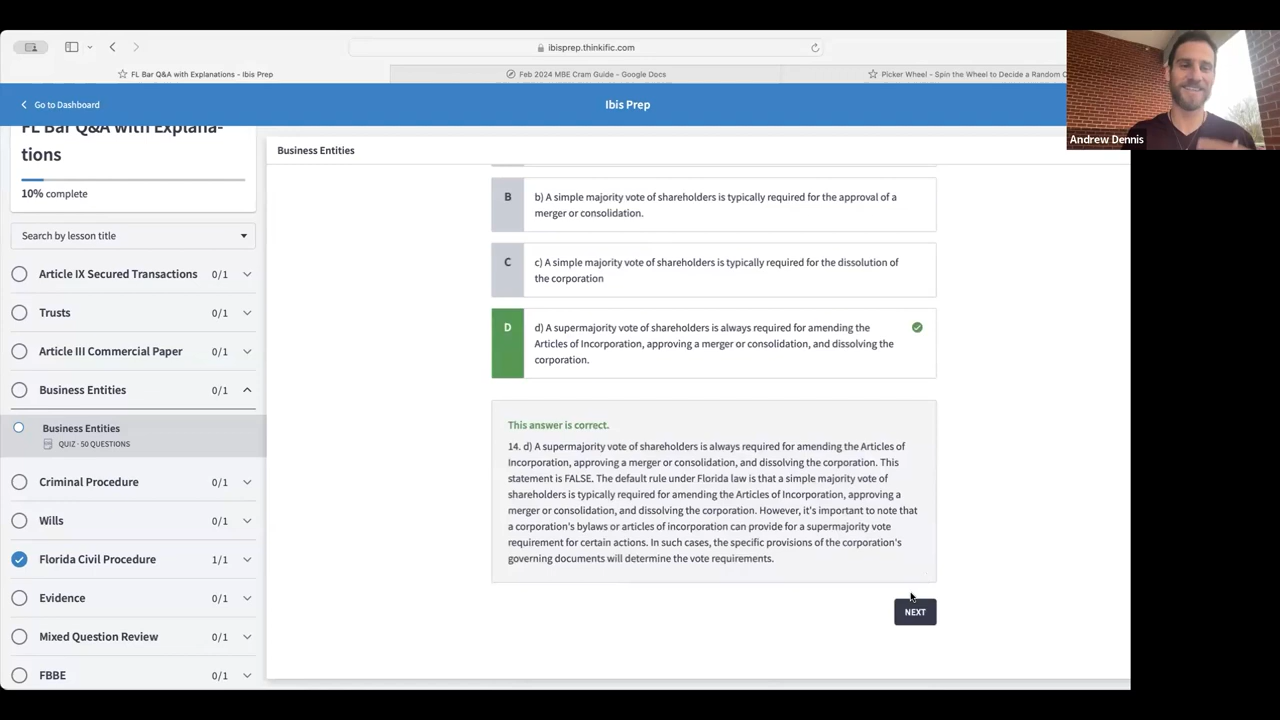 ibisprep.thinkific.com
FL Bar Q&A with Explanations - Ibis Prep
Feb 2024 MBE Cram Guide - Google Docs
Picker Wheel - Spin the Wheel to Decide a Random C
Go to Dashboard
Ibis Prep
Andrew Dennis
FL Bar Q&A with Explana-
tions
10% complete
Search by lesson title
Article IX Secured Transactions 0/1
Trusts 0/1
Article III Commercial Paper 0/1
Business Entities 0/1
Business Entities
QUIZ · 50 QUESTIONS
Criminal Procedure 0/1
Wills 0/1
Florida Civil Procedure 1/1
Evidence 0/1
Mixed Question Review 0/1
FBBE 0/1
Business Entities
B b) A simple majority vote of shareholders is typically required for the approval of a
merger or consolidation.
C c) A simple majority vote of shareholders is typically required for the dissolution of
the corporation
D d) A supermajority vote of shareholders is always required for amending the
Articles of Incorporation, approving a merger or consolidation, and dissolving the
corporation.
This answer is correct.
14. d) A supermajority vote of shareholders is always required for amending the Articles of
Incorporation, approving a merger or consolidation, and dissolving the corporation. This
statement is FALSE. The default rule under Florida law is that a simple majority vote of
shareholders is typically required for amending the Articles of Incorporation, approving a
merger or consolidation, and dissolving the corporation. However, it's important to note that
a corporation's bylaws or articles of incorporation can provide for a supermajority vote
requirement for certain actions. In such cases, the specific provisions of the corporation's
governing documents will determine the vote requirements.
NEXT